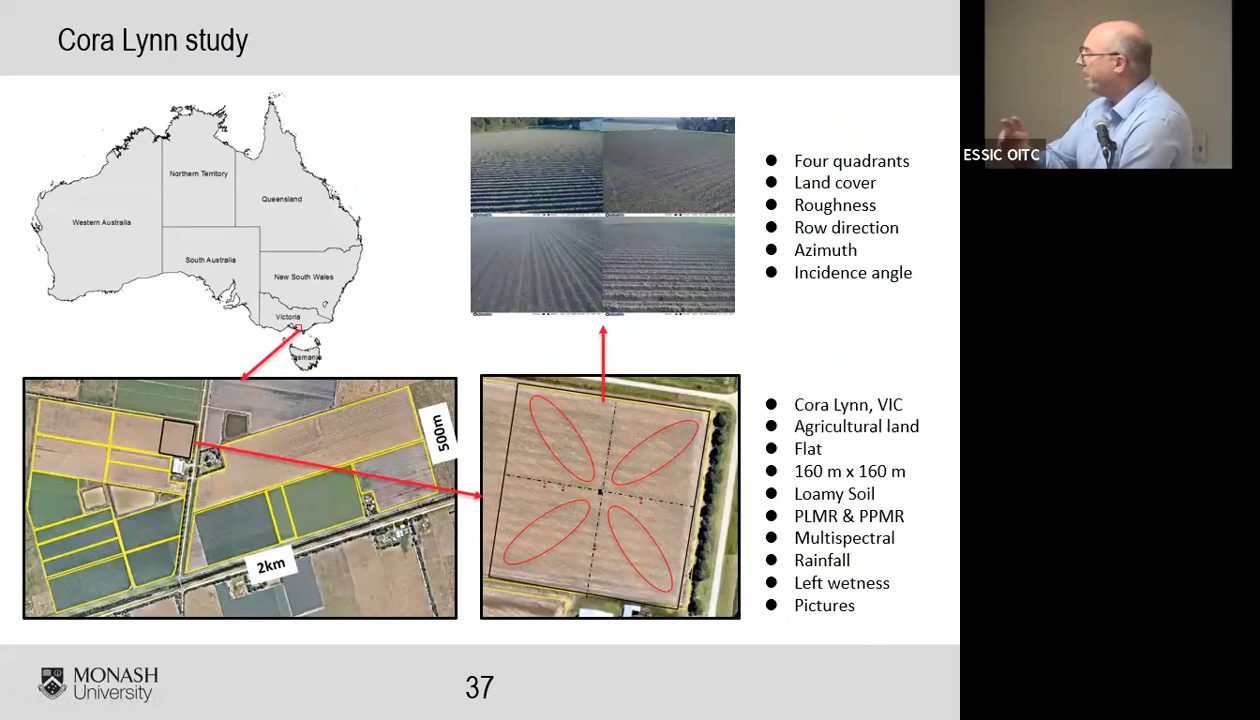 Cora Lynn study
Northern Territory
Queensland
Western Australia
South Australia
New South Wales
Victoria
Tasmania
Four quadrants
Land cover
Roughness
Row direction
Azimuth
Incidence angle
ESSIC OITC
500m
2km
Cora Lynn, VIC
Agricultural land
Flat
160 m x 160 m
Loamy Soil
PLMR & PPMR
Multispectral
Rainfall
Left wetness
Pictures
MONASH
University
37